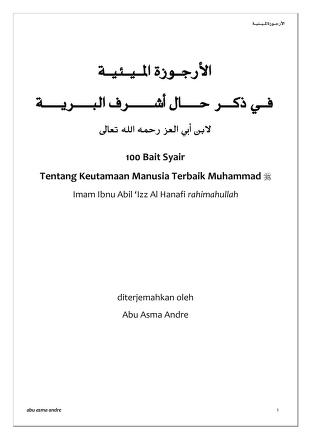 الأرجوزة الميئية
الأرجـوزة المـيـئـيـة
فـي ذكـر حـــال أشـــرف الـبـريـــة
لابن أبي العز رحمه الله تعالى
100 Bait Syair
Tentang Keutamaan Manusia Terbaik Muhammad ﷺ
Imam Ibnu Abil ‘Izz Al Hanafi rahimahullah
diterjemahkan oleh
Abu Asma Andre
abu asma andre 1